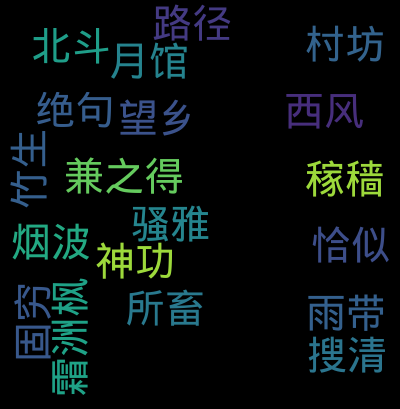 路径
北斗
月馆
村坊
绝句
望乡
西风
竹生
兼之得
稼穑
骚雅
烟波
神功
恰似
固穷
霜洲枫
所畜
雨带
搜清